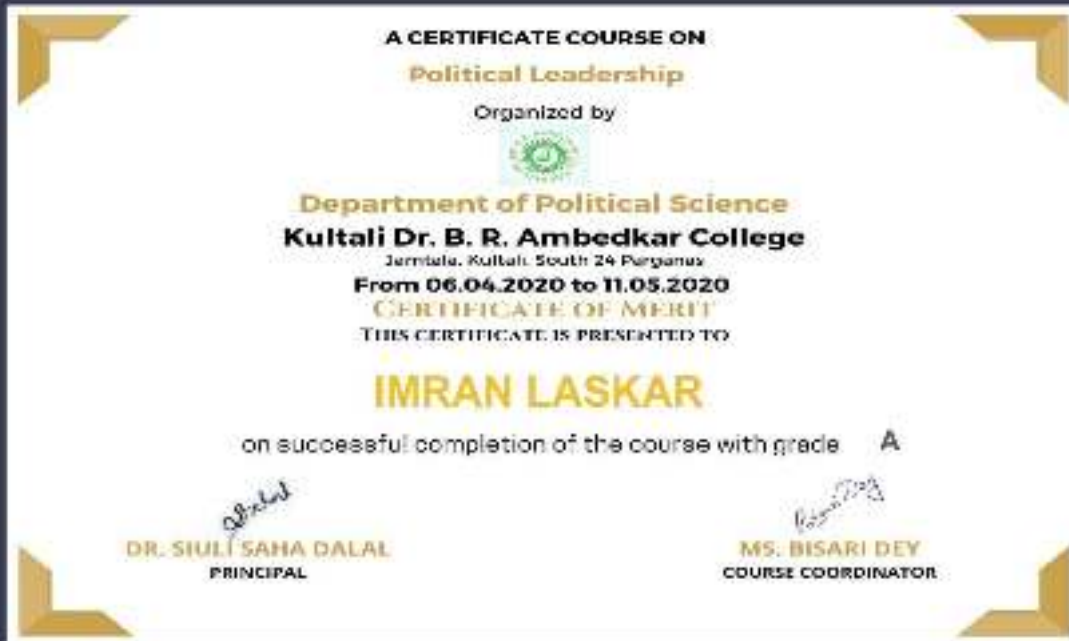 A CERTIFICATE COURSE ON
Political Leadership
Organized by
Department of Political Science
Kultali Dr. B. R. Ambedkar College
Jamtala, Kultali, South 24 Parganas
From 06.04.2020 to 11.05.2020
CERTIFICATE OF MERIT
THIS CERTIFICATE IS PRESENTED TO
IMRAN LASKAR
on successful completion of the course with grade A
DR. SIULI SAHA DALAL
PRINCIPAL
MS. BISARI DEY
COURSE COORDINATOR